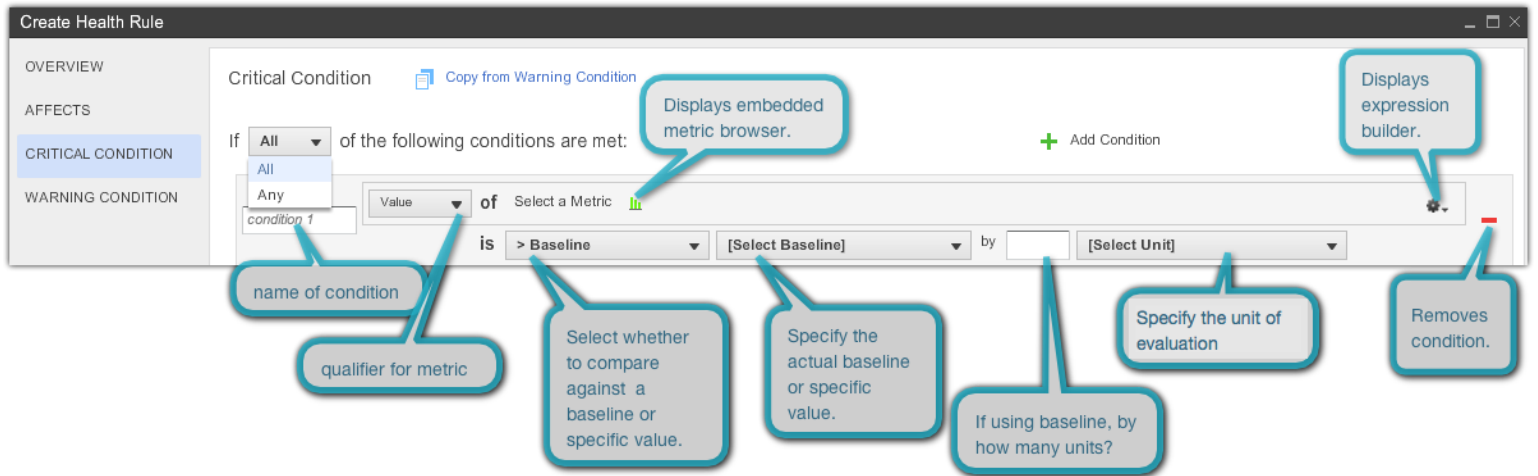 Create Health Rule
OVERVIEW
AFFECTS
CRITICAL CONDITION
WARNING CONDITION
Critical Condition
Copy from Warning Condition
If All of the following conditions are met:
Add Condition
All
Any
condition 1
Value of Select a Metric
is > Baseline [Select Baseline] by [Select Unit]
Displays embedded
metric browser.
Displays
expression
builder.
name of condition
qualifier for metric
Select whether
to compare
against a
baseline or
specific value.
Specify the
actual baseline
or specific
value.
If using baseline, by
how many units?
Specify the unit of
evaluation
Removes
condition.